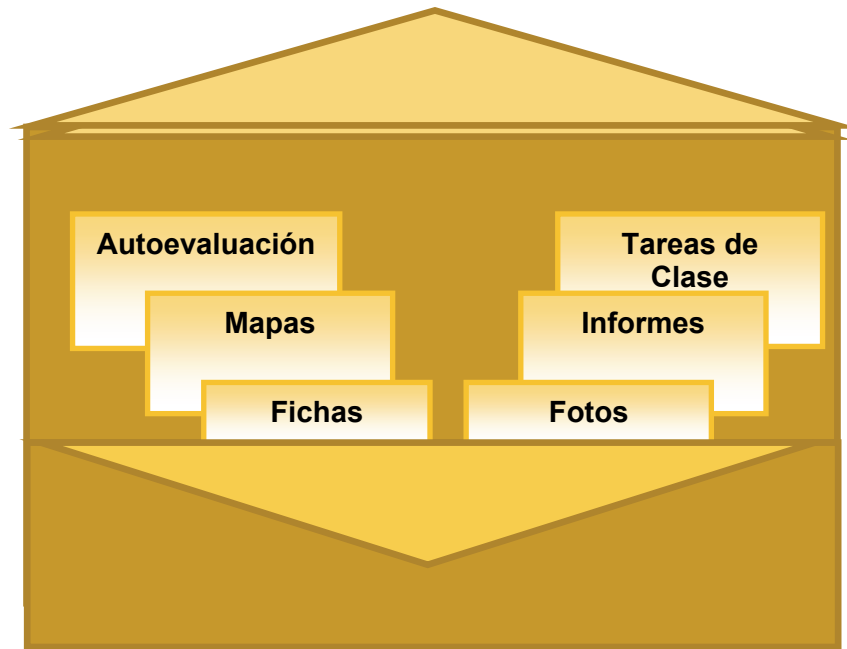 Autoevaluación
Tareas de
Clase
Mapas
Informes
Fichas
Fotos